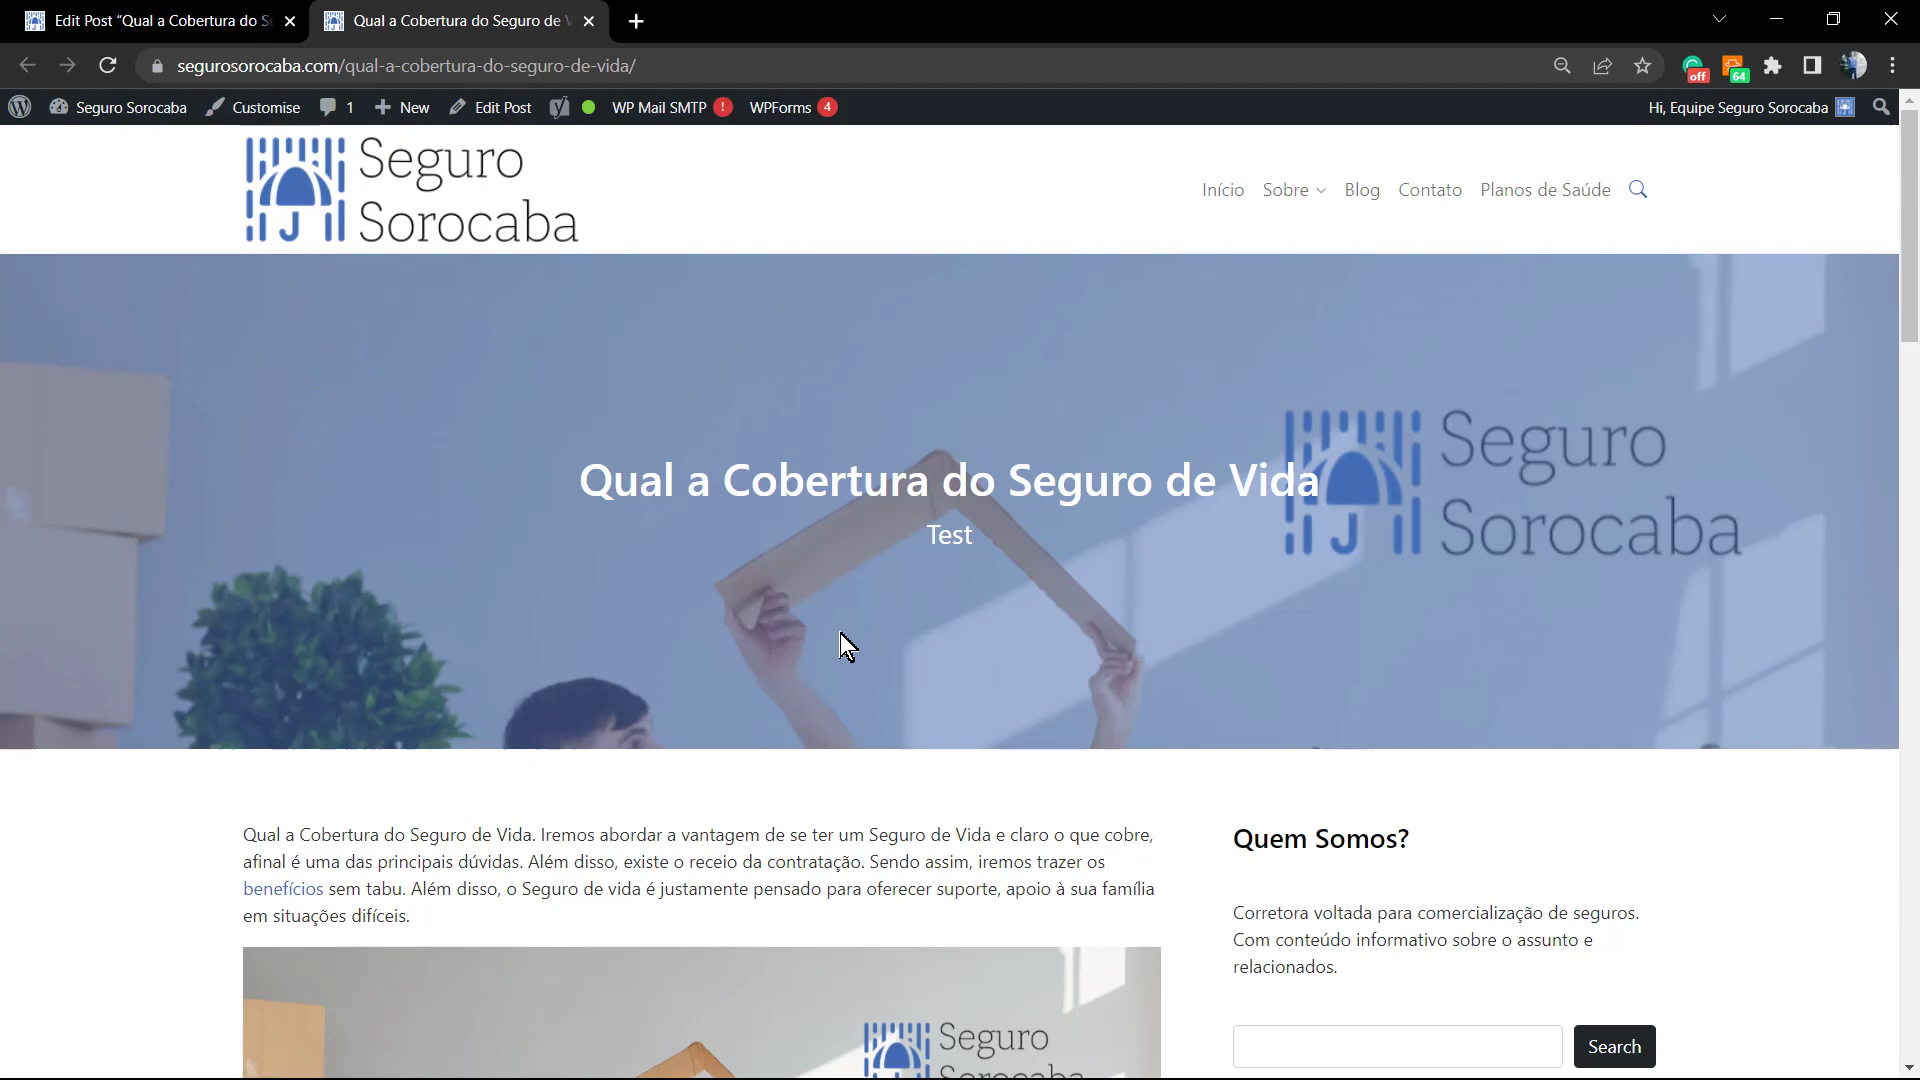 Edit Post “Qual a Cobertura do S
Qual a Cobertura do Seguro de V
segurosorocaba.com/qual-a-cobertura-do-seguro-de-vida/
off
64
Seguro Sorocaba
Customise
1
New
Edit Post
WP Mail SMTP !
WPForms 4
Hi, Equipe Seguro Sorocaba
Seguro
Sorocaba
Início
Sobre
Blog
Contato
Planos de Saúde
Seguro
Sorocaba
Qual a Cobertura do Seguro de Vida
Test
Qual a Cobertura do Seguro de Vida. Iremos abordar a vantagem de se ter um Seguro de Vida e claro o que cobre,
afinal é uma das principais dúvidas. Além disso, existe o receio da contratação. Sendo assim, iremos trazer os
benefícios sem tabu. Além disso, o Seguro de vida é justamente pensado para oferecer suporte, apoio à sua família
em situações difíceis.
Seguro
Sorocaba
Quem Somos?
Corretora voltada para comercialização de seguros.
Com conteúdo informativo sobre o assunto e
relacionados.
Search